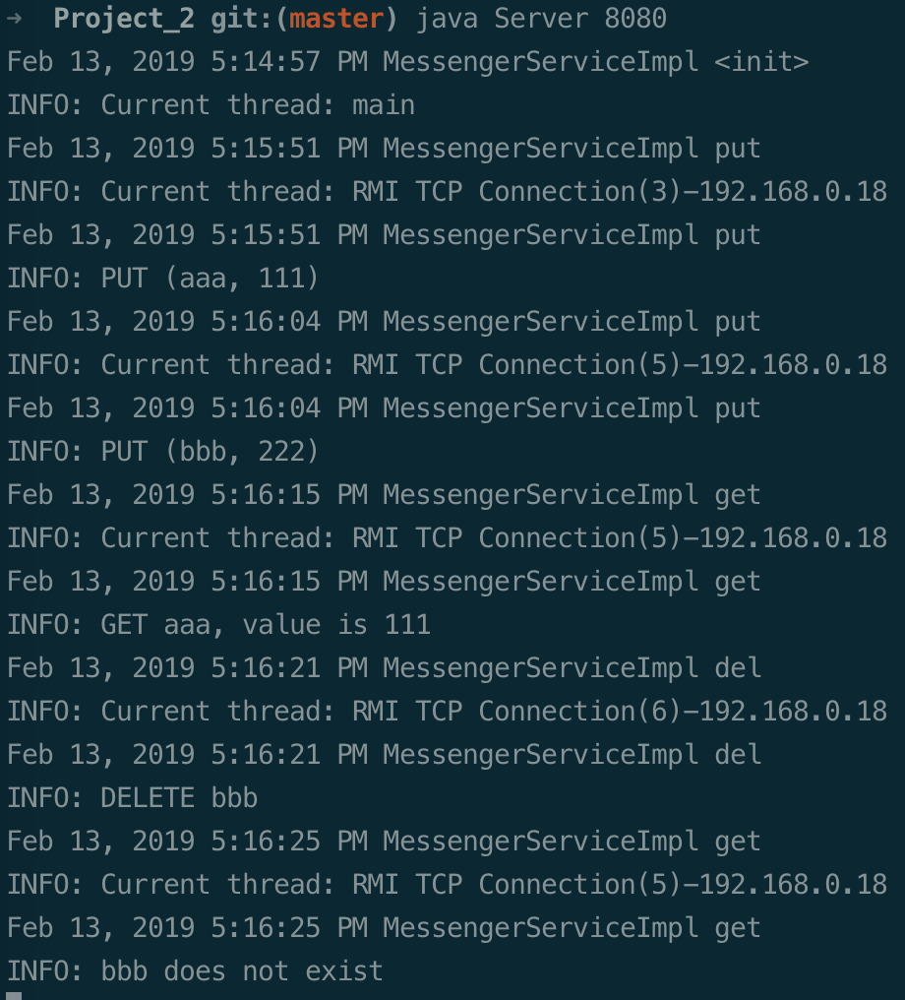 → Project_2 git:(master) java Server 8080
Feb 13, 2019 5:14:57 PM MessengerServiceImpl <init>
INFO: Current thread: main
Feb 13, 2019 5:15:51 PM MessengerServiceImpl put
INFO: Current thread: RMI TCP Connection(3)-192.168.0.18
Feb 13, 2019 5:15:51 PM MessengerServiceImpl put
INFO: PUT (aaa, 111)
Feb 13, 2019 5:16:04 PM MessengerServiceImpl put
INFO: Current thread: RMI TCP Connection(5)-192.168.0.18
Feb 13, 2019 5:16:04 PM MessengerServiceImpl put
INFO: PUT (bbb, 222)
Feb 13, 2019 5:16:15 PM MessengerServiceImpl get
INFO: Current thread: RMI TCP Connection(5)-192.168.0.18
Feb 13, 2019 5:16:15 PM MessengerServiceImpl get
INFO: GET aaa, value is 111
Feb 13, 2019 5:16:21 PM MessengerServiceImpl del
INFO: Current thread: RMI TCP Connection(6)-192.168.0.18
Feb 13, 2019 5:16:21 PM MessengerServiceImpl del
INFO: DELETE bbb
Feb 13, 2019 5:16:25 PM MessengerServiceImpl get
INFO: Current thread: RMI TCP Connection(5)-192.168.0.18
Feb 13, 2019 5:16:25 PM MessengerServiceImpl get
INFO: bbb does not exist